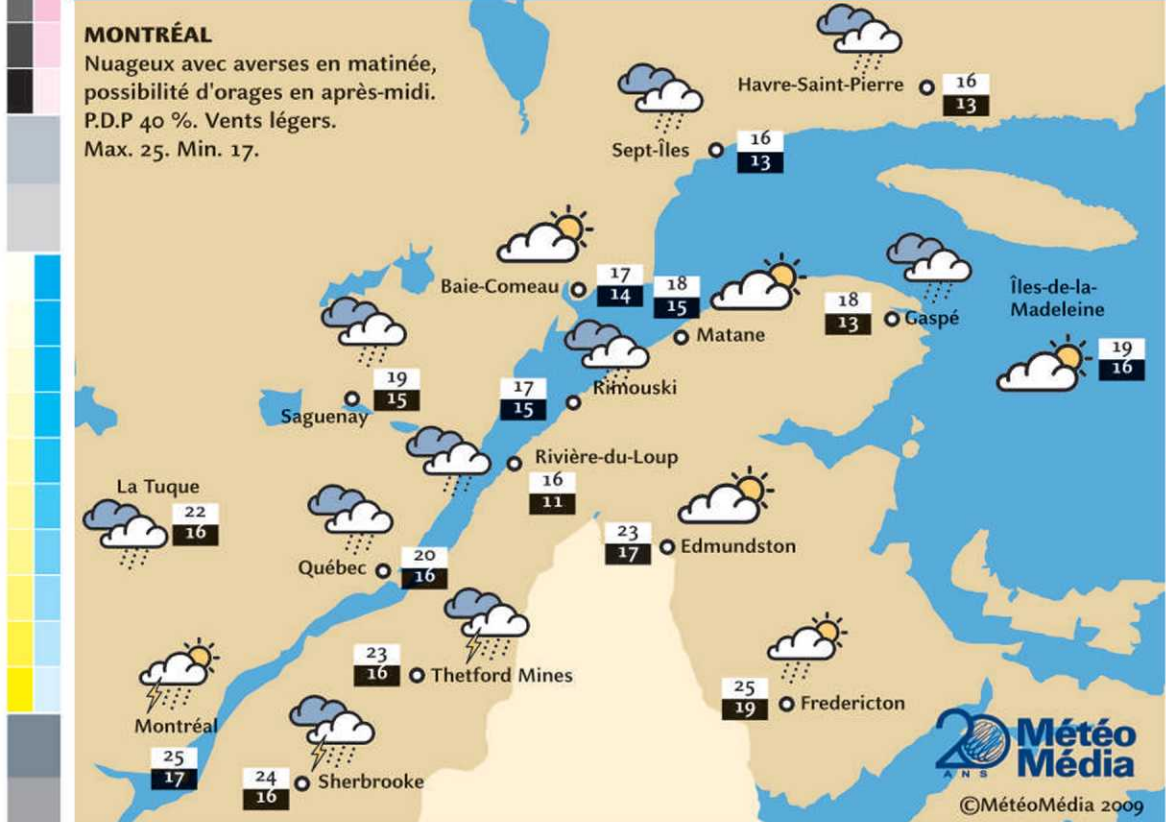 MONTRÉAL
Nuageux avec averses en matinée,
possibilité d'orages en après-midi.
P.D.P 40 %. Vents légers.
Max. 25. Min. 17.
Havre-Saint-Pierre
16
13
Sept-Îles
16
13
Baie-Comeau
17
14
18
15
Matane
18
13
Gaspé
Îles-de-la-
Madeleine
19
16
Saguenay
19
15
17
15
Rimouski
Rivière-du-Loup
16
11
La Tuque
22
16
Québec
20
16
23
17
Edmundston
23
16
Thetford Mines
25
19
Fredericton
Montréal
25
17
24
16
Sherbrooke
20
ANS
Météo
Média
©MétéoMédia 2009